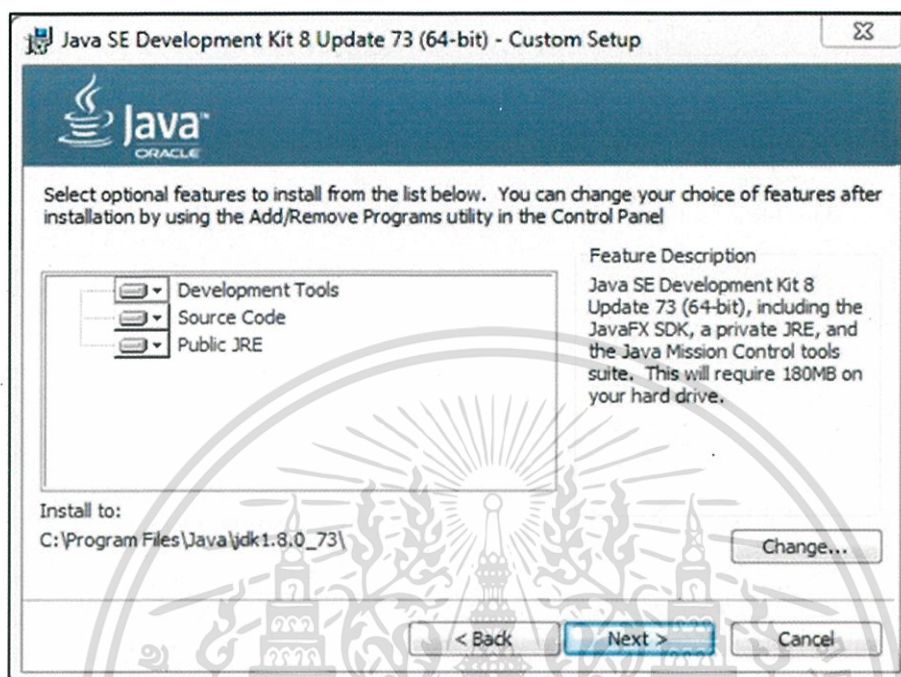 Java SE Development Kit 8 Update 73 (64-bit) - Custom Setup
Java™
ORACLE
Select optional features to install from the list below. You can change your choice of features after
installation by using the Add/Remove Programs utility in the Control Panel
Development Tools
Source Code
Public JRE
Feature Description
Java SE Development Kit 8
Update 73 (64-bit), including the
JavaFX SDK, a private JRE, and
the Java Mission Control tools
suite. This will require 180MB on
your hard drive.
Install to:
C:\Program Files\Java\jdk1.8.0_73\
Change...
< Back
Next >
Cancel